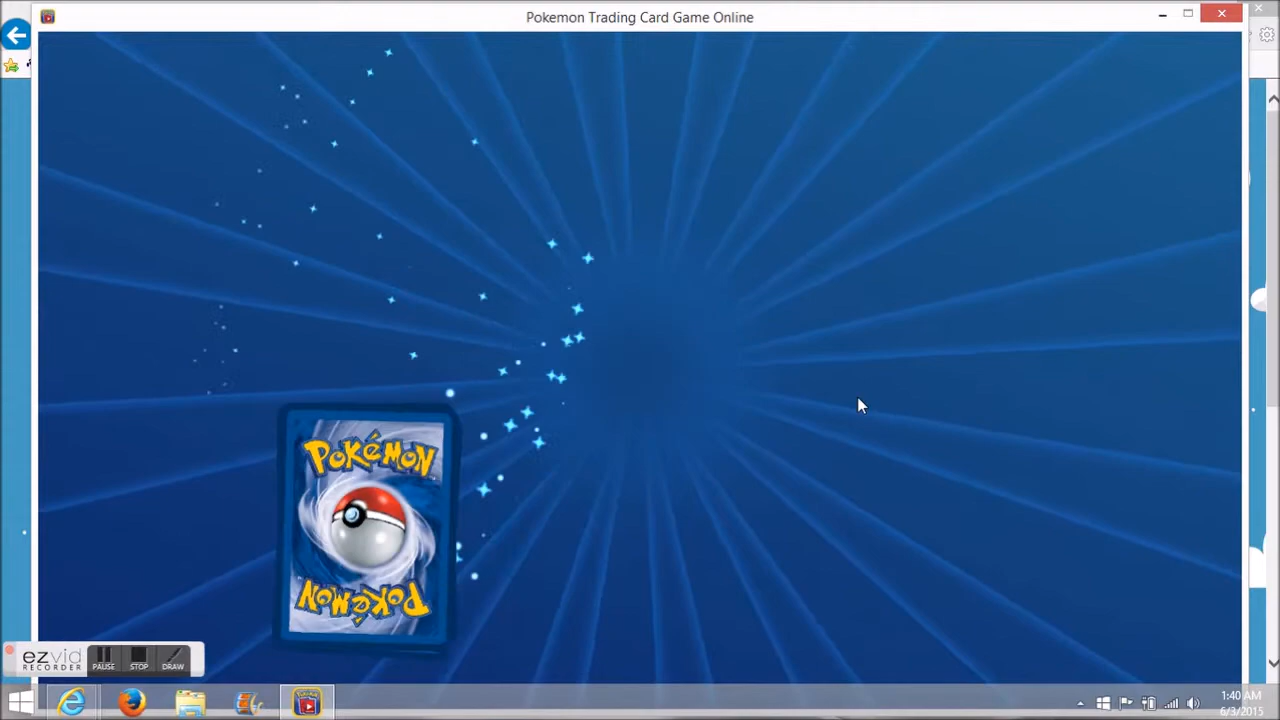 Pokemon Trading Card Game Online
POKéMON
POKéMON
ezvid
RECORDER
PAUSE
STOP
DRAW
1:40 AM
6/3/2015